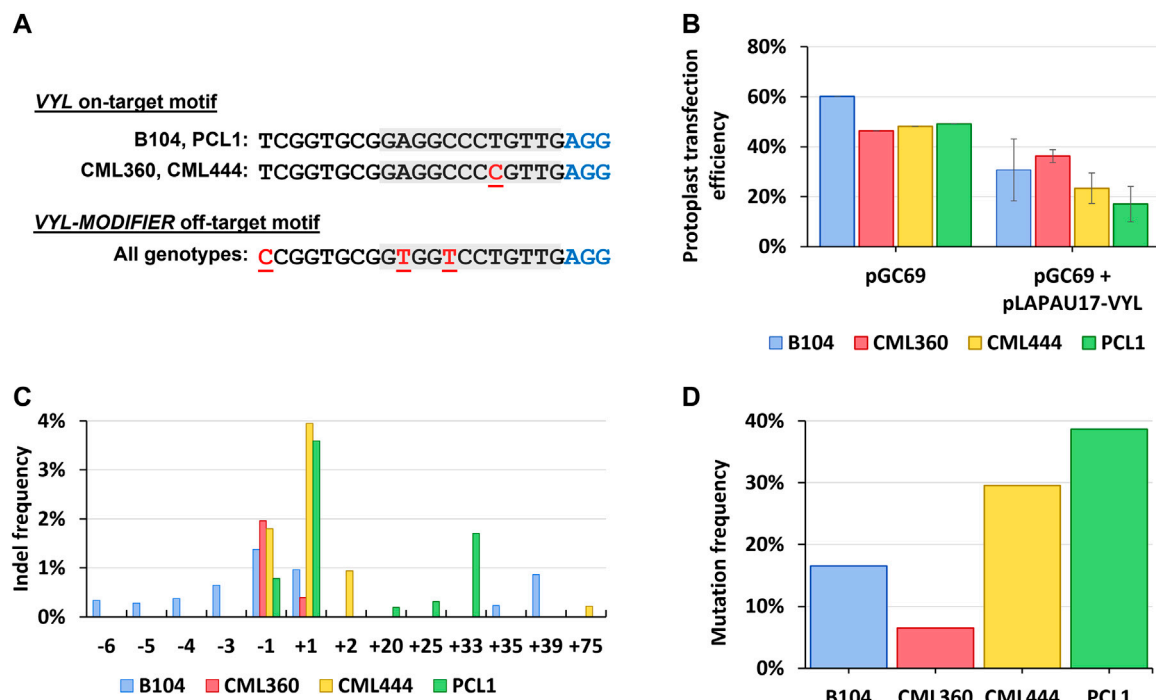 A
VYL on-target motif
B104, PCL1: TCGGTGCGGAGGCCCTGTTGAGG
CML360, CML444: TCGGTGCGGAGGCCCCGTTGAGG
VYL-MODIFIER off-target motif
All genotypes: CCGGTGCGGTGGTCCTGTTGAGG
B
Protoplast transfection
efficiency
80%
60%
40%
20%
0%
pGC69
pGC69 +
pLAPAU17-VYL
B104 CML360 CML444 PCL1
C
Indel frequency
4%
3%
2%
1%
0%
-6 -5 -4 -3 -1 +1 +2 +20 +25 +33 +35 +39 +75
B104 CML360 CML444 PCL1
D
Mutation frequency
40%
30%
20%
10%
0%
B104 CML360 CML444 PCL1